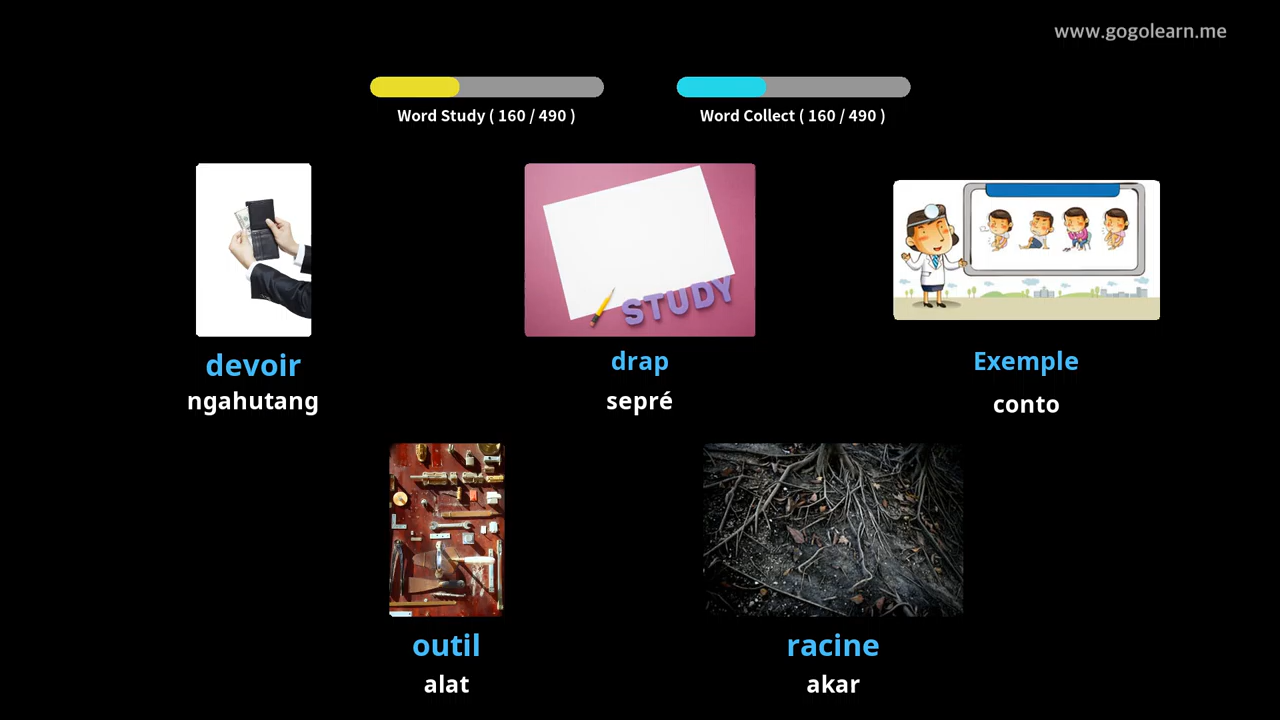 www.gogolearn.me
Word Study ( 160 / 490 )
Word Collect ( 160 / 490 )
STUDY
devoir
ngahutang
drap
sepré
Exemple
conto
outil
alat
racine
akar